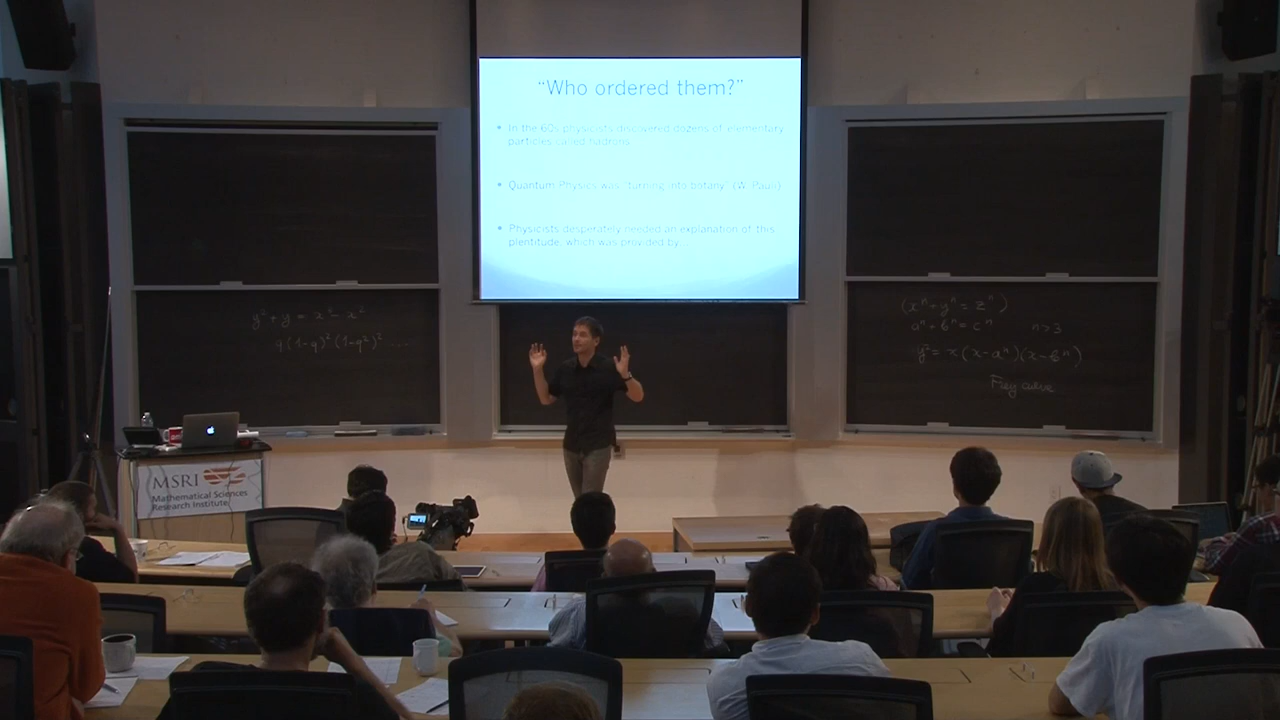 “Who ordered them?”
• In the 60s physicists discovered dozens of elementary
particles called hadrons
• Quantum Physics was “turning into botany” (W. Pauli)
• Physicists desperately needed an explanation of this
plentitude, which was provided by...
y² + y = x³ - x²
q (1-q)² (1-q²)² ....
(xⁿ + yⁿ = zⁿ)
aⁿ + bⁿ = cⁿ n>3
y² = x (x-aⁿ)(x-bⁿ)
Frey curve
MSRI
Mathematical Sciences
Research Institute